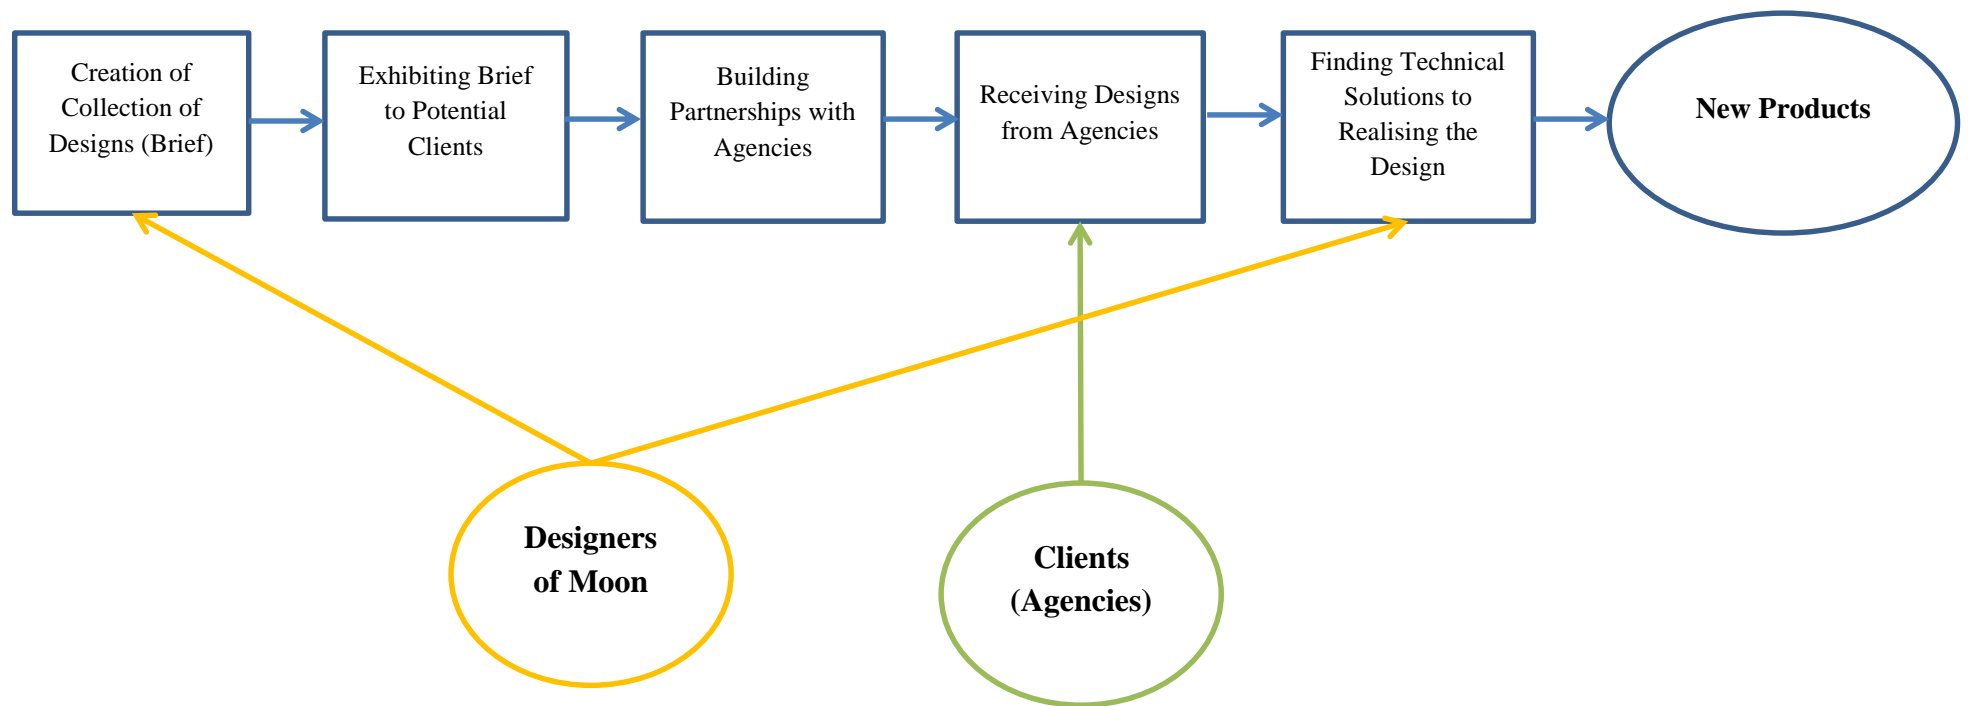 Creation of
Collection of
Designs (Brief)
Exhibiting Brief
to Potential
Clients
Building
Partnerships with
Agencies
Receiving Designs
from Agencies
Finding Technical
Solutions to
Realising the
Design
New Products
Designers
of Moon
Clients
(Agencies)